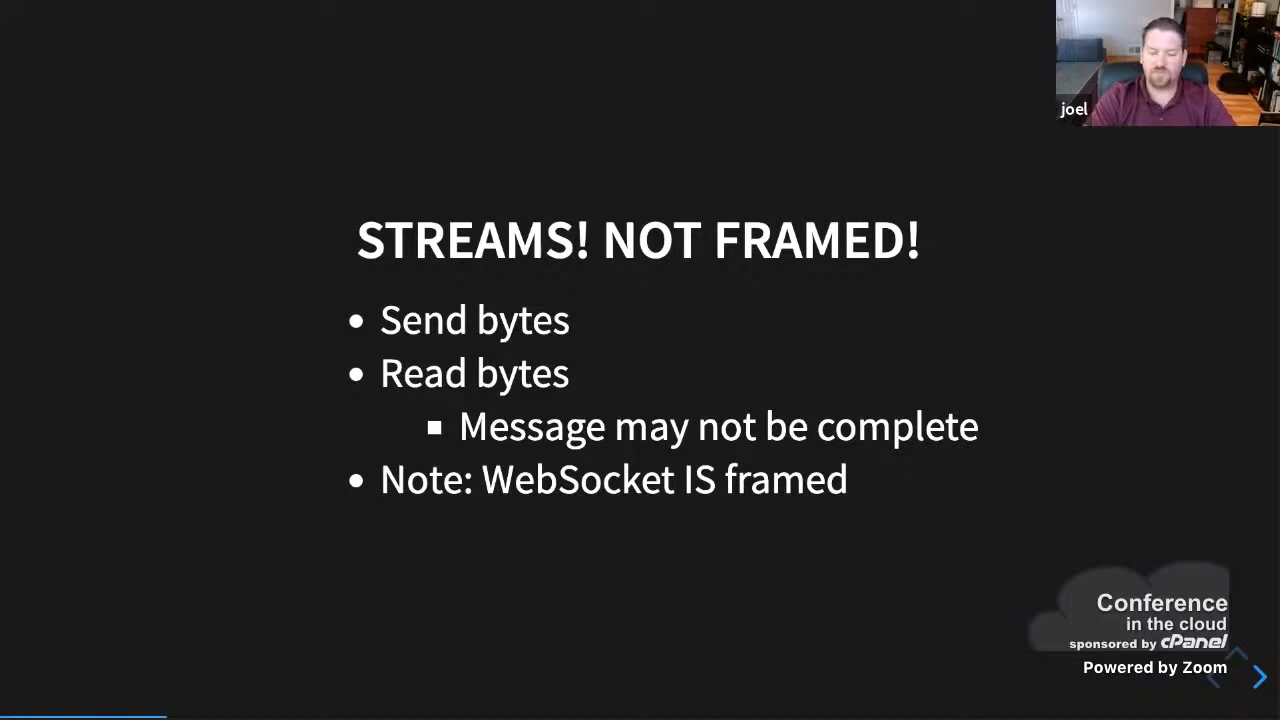 joel
STREAMS! NOT FRAMED!
Send bytes
Read bytes
Message may not be complete
Note: WebSocket IS framed
Conference
in the cloud
sponsored by cPanel
Powered by Zoom